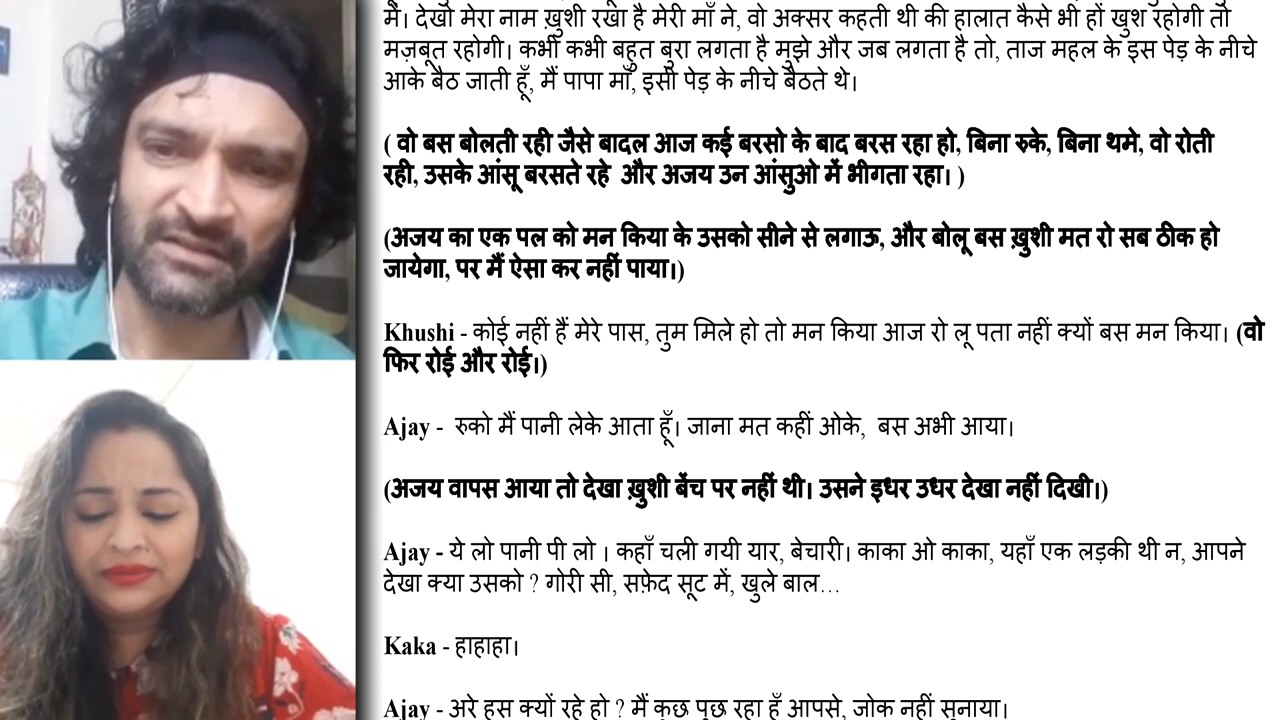 में। देखो मेरा नाम ख़ुशी रखा है मेरी माँ ने, वो अक्सर कहती थी की हालात कैसे भी हों खुश रहोगी तो
मज़बूत रहोगी। कभी कभी बहुत बुरा लगता है मुझे और जब लगता है तो, ताज महल के इस पेड़ के नीचे
आके बैठ जाती हूँ, मैं पापा माँ, इसी पेड़ के नीचे बैठते थे।
( वो बस बोलती रही जैसे बादल आज कई बरसो के बाद बरस रहा हो, बिना रुके, बिना थमे, वो रोती
रही, उसके आंसू बरसते रहे और अजय उन आंसुओ में भीगता रहा। )
(अजय का एक पल को मन किया के उसको सीने से लगाऊ, और बोलू बस ख़ुशी मत रो सब ठीक हो
जायेगा, पर मैं ऐसा कर नहीं पाया।)
Khushi - कोई नहीं हैं मेरे पास, तुम मिले हो तो मन किया आज रो लू पता नहीं क्यों बस मन किया। (वो
फिर रोई और रोई।)
Ajay - रुको मैं पानी लेके आता हूँ। जाना मत कहीं ओके, बस अभी आया।
(अजय वापस आया तो देखा ख़ुशी बेंच पर नहीं थी। उसने इधर उधर देखा नहीं दिखी।)
Ajay - ये लो पानी पी लो । कहाँ चली गयी यार, बेचारी। काका ओ काका, यहाँ एक लड़की थी न, आपने
देखा क्या उसको ? गोरी सी, सफ़ेद सूट में, खुले बाल...
Kaka - हाहाहा।
Ajay - अरे हस क्यों रहे हो ? मैं कुछ पूछ रहा हूँ आपसे, जोक नहीं सुनाया।